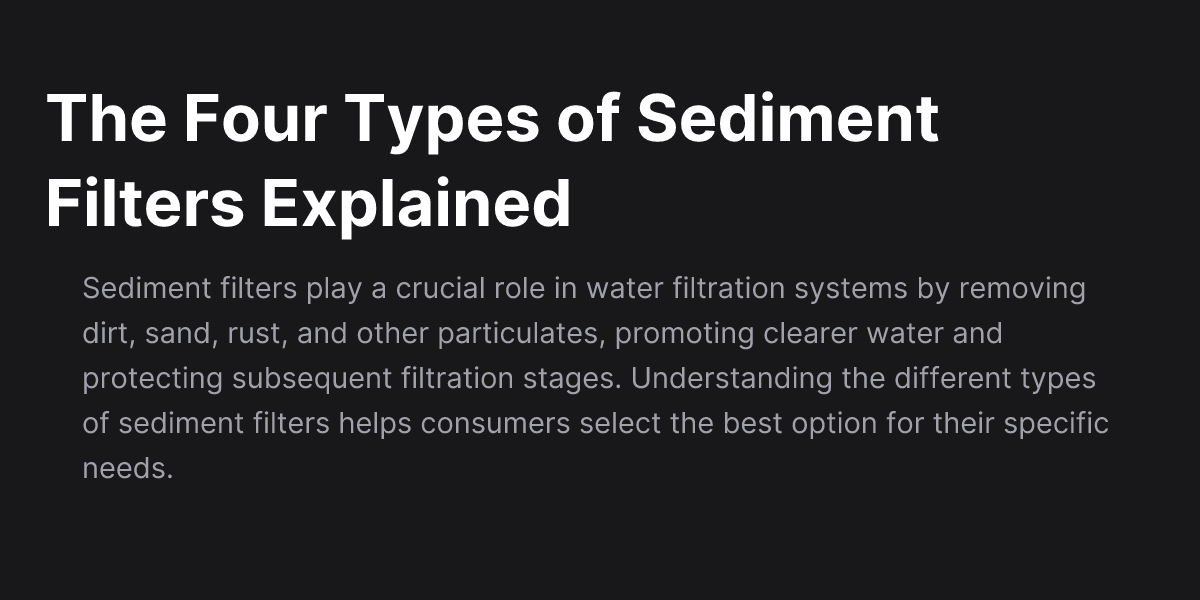 The Four Types of Sediment
Filters Explained
Sediment filters play a crucial role in water filtration systems by removing
dirt, sand, rust, and other particulates, promoting clearer water and
protecting subsequent filtration stages. Understanding the different types
of sediment filters helps consumers select the best option for their specific
needs.